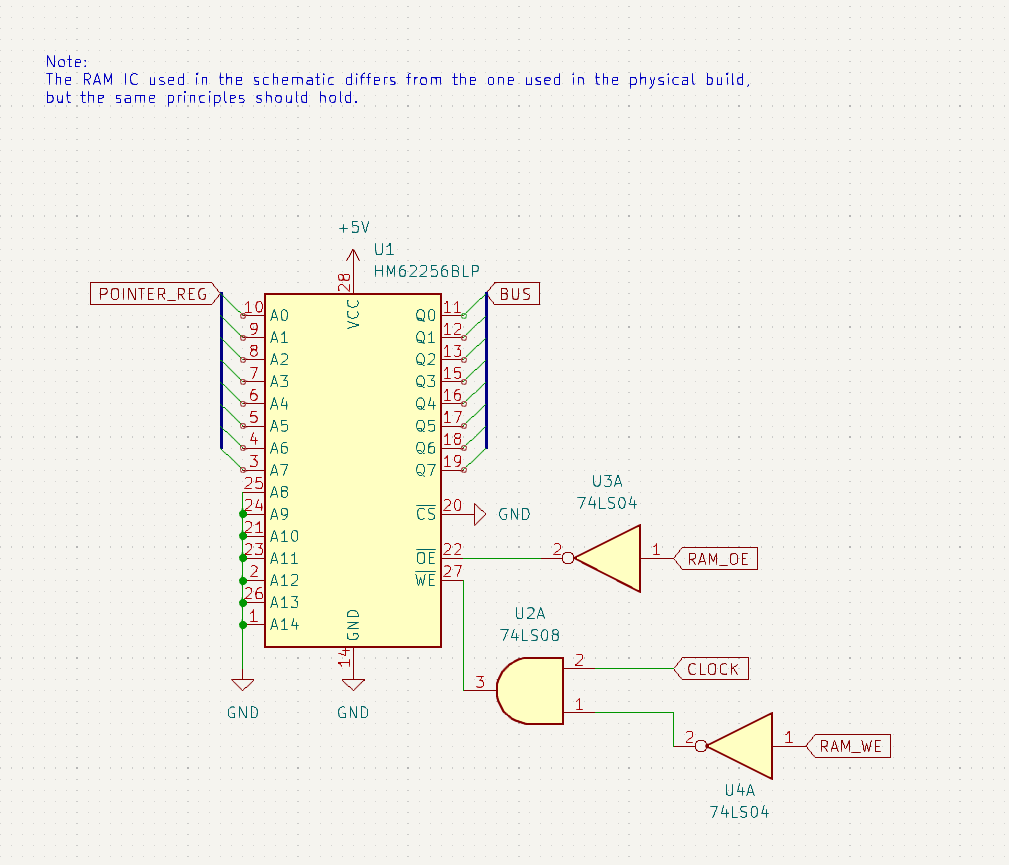 Note:
The RAM IC used in the schematic differs from the one used in the physical build,
but the same principles should hold.
+5V
U1
HM62256BLP
28
VCC
POINTER_REG
BUS
10 A0 Q0 11
9 A1 Q1 12
8 A2 Q2 13
7 A3 Q3 15
6 A4 Q4 16
5 A5 Q5 17
4 A6 Q6 18
3 A7 Q7 19
25 A8
24 A9 CS 20 GND
21 A10
23 A11 OE 22
2 A12 WE 27
26 A13
1 A14
GND
14
GND
GND
U3A
74LS04
2 1 RAM_OE
U2A
74LS08
2 CLOCK
3
1
2 1 RAM_WE
U4A
74LS04